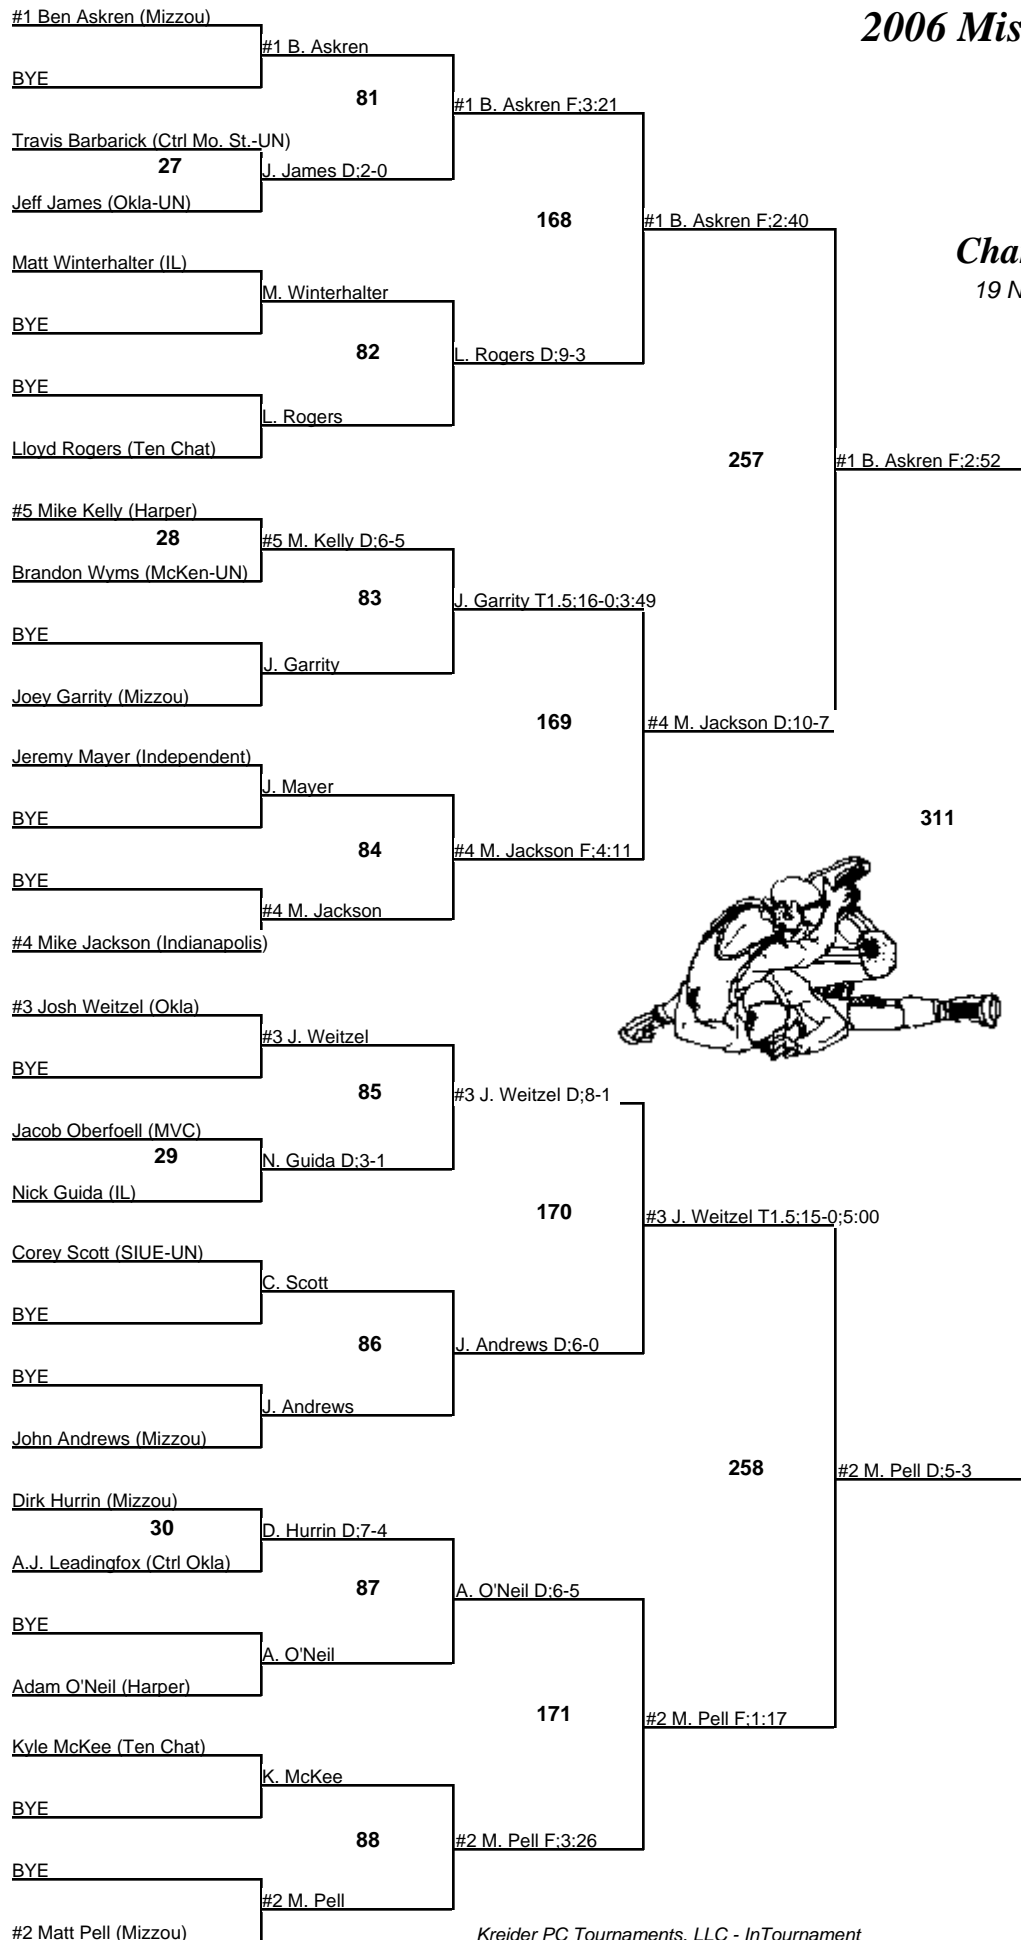 #1 Ben Askren (Mizzou)
2006 Mis
#1 B. Askren
BYE
81
#1 B. Askren F;3:21
Travis Barbarick (Ctrl Mo. St.-UN)
27
J. James D;2-0
Jeff James (Okla-UN)
168
#1 B. Askren F;2:40
Matt Winterhalter (IL)
M. Winterhalter
19 N
BYE
82
L. Rogers D;9-3
BYE
L. Rogers
Lloyd Rogers (Ten Chat)
257
#1 B. Askren F;2:52
#5 Mike Kelly (Harper)
28
#5 M. Kelly D;6-5
Brandon Wyms (McKen-UN)
83
J. Garrity T1.5;16-0;3:49
BYE
J. Garrity
Joey Garrity (Mizzou)
169
#4 M. Jackson D;10-7
Jeremy Mayer (Independent)
J. Mayer
BYE
311
84
#4 M. Jackson F;4:11
BYE
#4 M. Jackson
#4 Mike Jackson (Indianapolis)
#3 Josh Weitzel (Okla)
#3 J. Weitzel
BYE
85
#3 J. Weitzel D;8-1
Jacob Oberfoell (MVC)
29
N. Guida D;3-1
Nick Guida (IL)
170
#3 J. Weitzel T1.5;15-0;5:00
Corey Scott (SIUE-UN)
C. Scott
BYE
86
J. Andrews D;6-0
BYE
J. Andrews
John Andrews (Mizzou)
258
#2 M. Pell D;5-3
Dirk Hurrin (Mizzou)
30
D. Hurrin D;7-4
A.J. Leadingfox (Ctrl Okla)
87
A. O'Neil D;6-5
BYE
A. O'Neil
Adam O'Neil (Harper)
171
#2 M. Pell F;1:17
Kyle McKee (Ten Chat)
K. McKee
BYE
88
#2 M. Pell F;3:26
BYE
#2 M. Pell
#2 Matt Pell (Mizzou)
Kreider PC Tournaments, LLC - InTournament